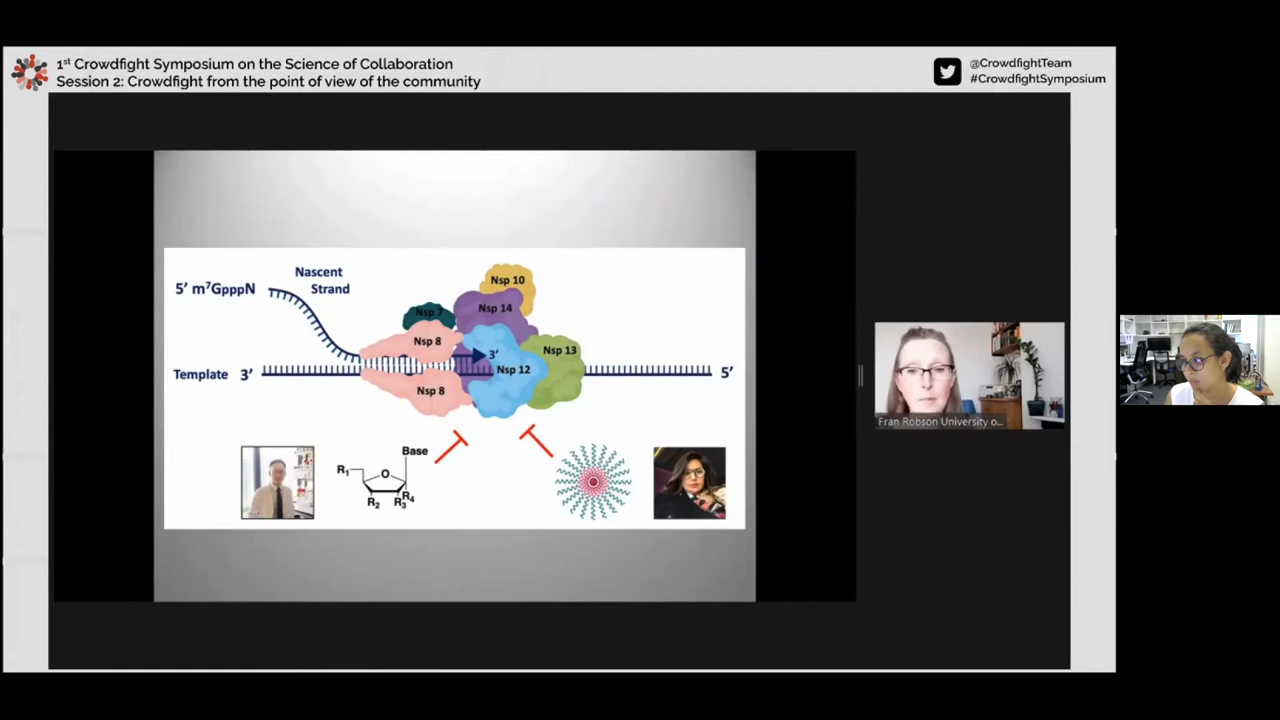 1st Crowdfight Symposium on the Science of Collaboration
Session 2: Crowdfight from the point of view of the community
@CrowdfightTeam
#CrowdfightSymposium
Nascent
Strand
5' m7GpppN
Nsp 10
Nsp 14
Nsp 7
Nsp 8
3'
Nsp 13
Nsp 12
Template 3'
5'
Nsp 8
Base
R1
O
R4
R2 R3
Fran Robson University o...